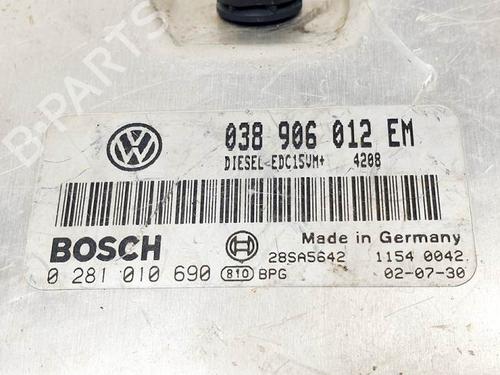 B-PARTS
038 906 012 EM
DIESEL EDC15VM+ 4208
BOSCH
Made in Germany
28SA5642 1154 0042
0 281 010 690 810 BPG 02-07-30